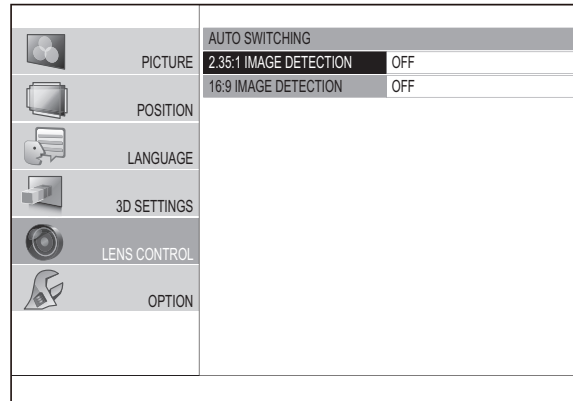 PICTURE
POSITION
LANGUAGE
3D SETTINGS
LENS CONTROL
OPTION
AUTO SWITCHING
2.35:1 IMAGE DETECTION OFF
16:9 IMAGE DETECTION OFF